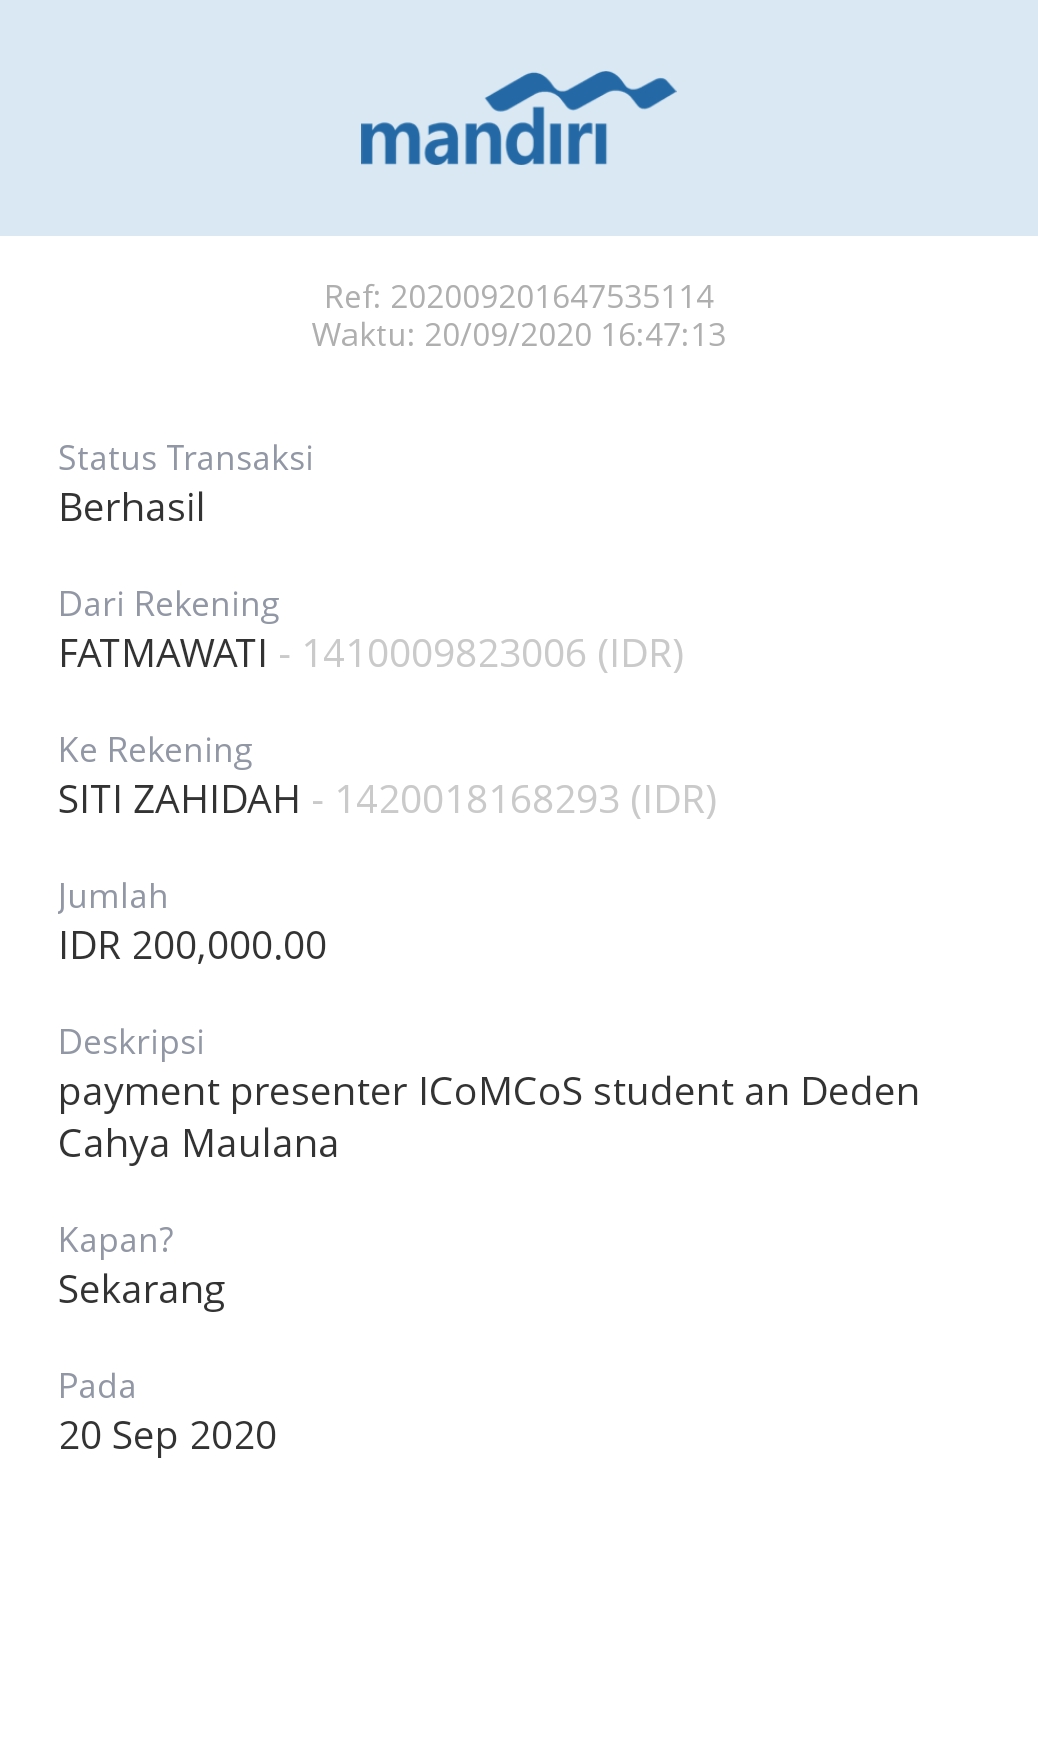 mandiri
Ref: 202009201647535114
Waktu: 20/09/2020 16:47:13
Status Transaksi
Berhasil
Dari Rekening
FATMAWATI - 1410009823006 (IDR)
Ke Rekening
SITI ZAHIDAH - 1420018168293 (IDR)
Jumlah
IDR 200,000.00
Deskripsi
payment presenter ICoMCoS student an Deden
Cahya Maulana
Kapan?
Sekarang
Pada
20 Sep 2020